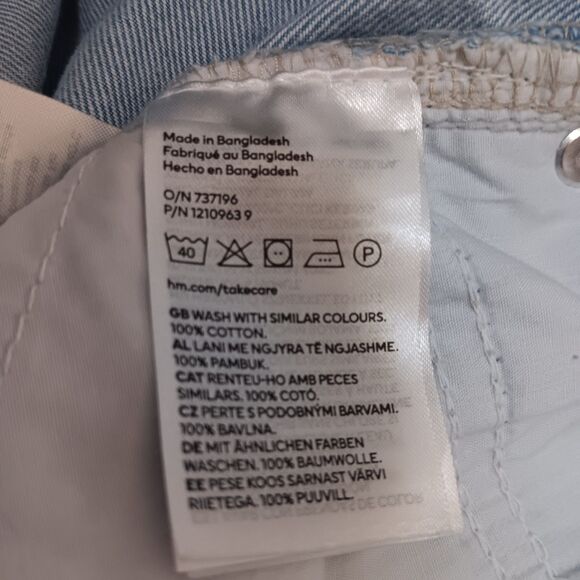 Made in Bangladesh
Fabriqué au Bangladesh
Hecho en Bangladesh
O/N 737196
P/N 1210963 9
40
P
hm.com/takecare
GB WASH WITH SIMILAR COLOURS.
100% COTTON.
AL LANI ME NGJYRA TË NGJASHME.
100% PAMBUK.
CAT RENTEU-HO AMB PECES
SIMILARS. 100% COTÓ.
CZ PERTE S PODOBNÝMI BARVAMI.
100% BAVLNA.
DE MIT ÄHNLICHEN FARBEN
WASCHEN. 100% BAUMWOLLE.
EE PESE KOOS SARNAST VÄRVI
RIIETEGA. 100% PUUVILL.